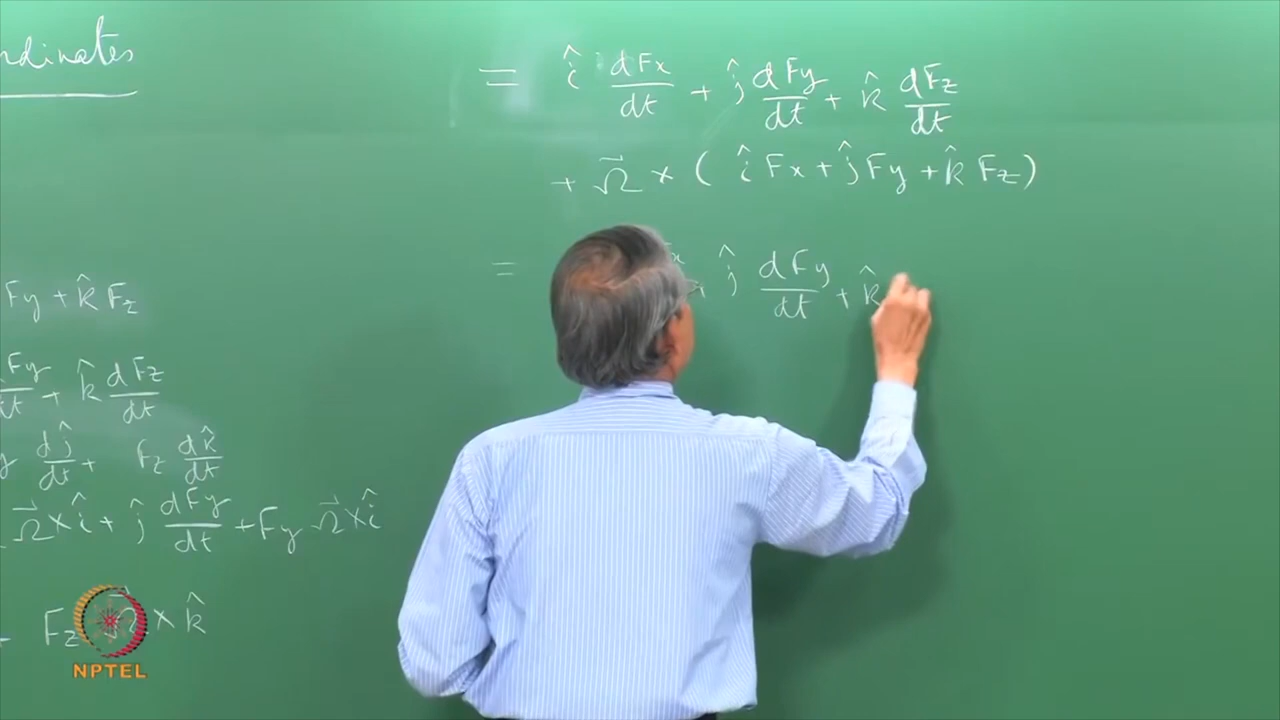 rdinates
Fy + k̂ Fz
Fy/dt + k̂ dFz/dt
dĵ/dt + Fz dk̂/dt
Ω⃗ × î + ĵ dFy/dt + Fy Ω⃗ × î
Fz Ω⃗ × k̂
= î dFx/dt + ĵ dFy/dt + k̂ dFz/dt
+ Ω⃗ × ( î Fx + ĵ Fy + k̂ Fz )
= ĵ dFy/dt + k̂
NPTEL